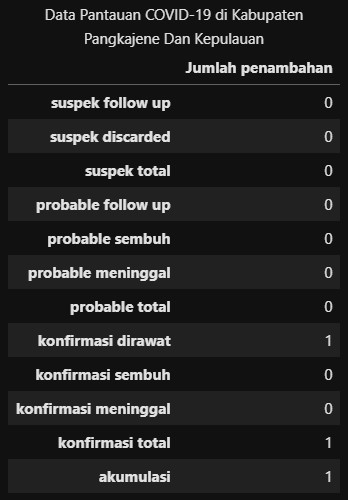 Data Pantauan COVID-19 di Kabupaten
Pangkajene Dan Kepulauan
Jumlah penambahan
suspek follow up 0
suspek discarded 0
suspek total 0
probable follow up 0
probable sembuh 0
probable meninggal 0
probable total 0
konfirmasi dirawat 1
konfirmasi sembuh 0
konfirmasi meninggal 0
konfirmasi total 1
akumulasi 1